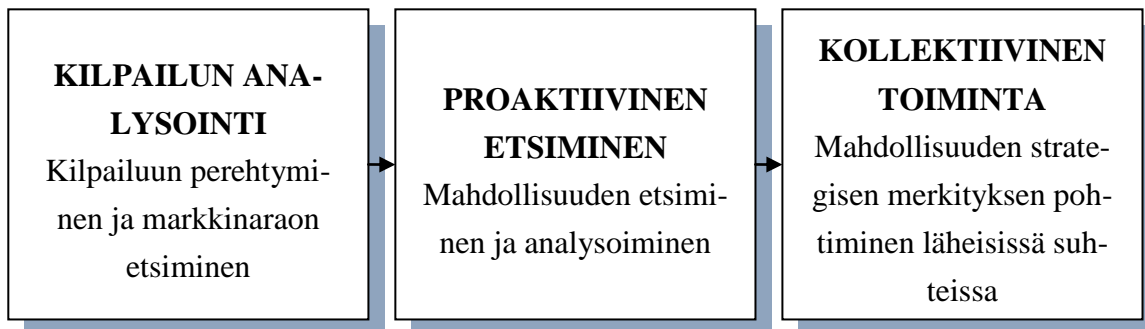 KILPAILUN ANA-
LYSOINTI
Kilpailuun perehtymi-
nen ja markkinaraon
etsiminen
PROAKTIIVINEN
ETSIMINEN
Mahdollisuuden etsimi-
nen ja analysoiminen
KOLLEKTIIVINEN
TOIMINTA
Mahdollisuuden strate-
gisen merkityksen poh-
timinen läheisissä suh-
teissa